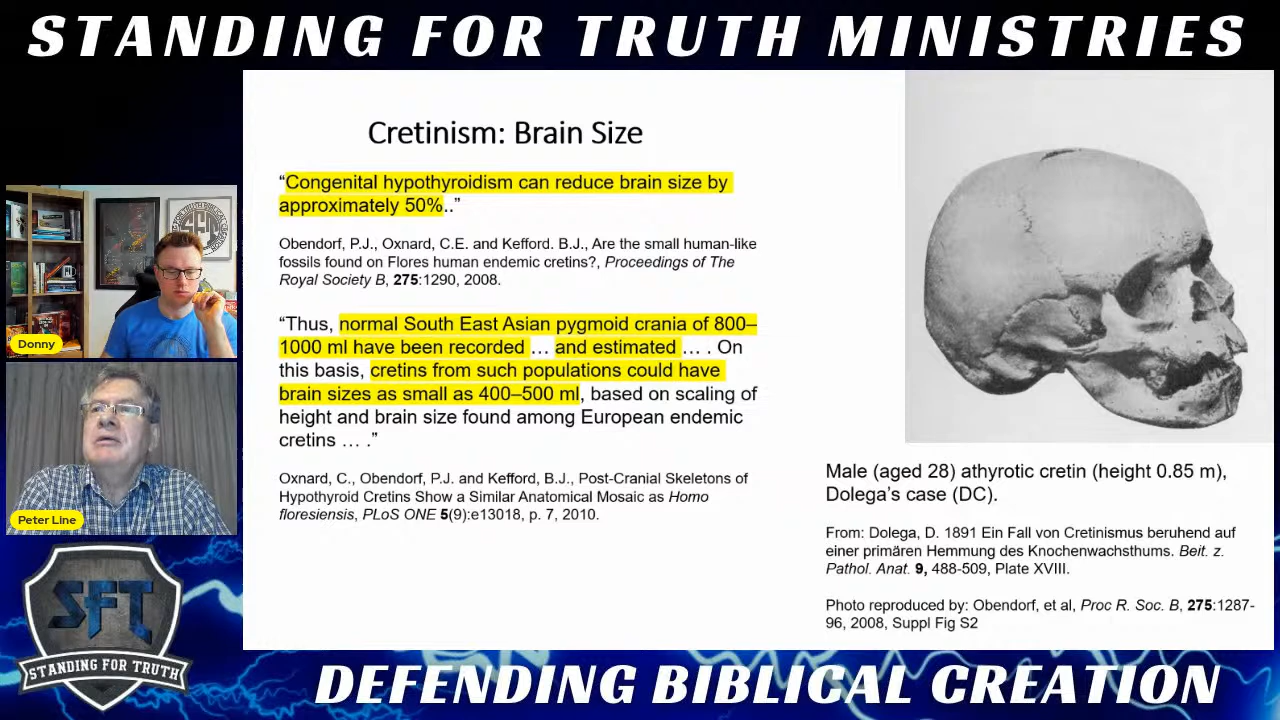 STANDING FOR TRUTH MINISTRIES
Cretinism: Brain Size
“Congenital hypothyroidism can reduce brain size by
approximately 50%..”
Obendorf, P.J., Oxnard, C.E. and Kefford. B.J., Are the small human-like
fossils found on Flores human endemic cretins?, Proceedings of The
Royal Society B, 275:1290, 2008.
“Thus, normal South East Asian pygmoid crania of 800–
1000 ml have been recorded … and estimated … . On
this basis, cretins from such populations could have
brain sizes as small as 400–500 ml, based on scaling of
height and brain size found among European endemic
cretins … .”
Oxnard, C., Obendorf, P.J. and Kefford, B.J., Post-Cranial Skeletons of
Hypothyroid Cretins Show a Similar Anatomical Mosaic as Homo
floresiensis, PLoS ONE 5(9):e13018, p. 7, 2010.
Male (aged 28) athyrotic cretin (height 0.85 m),
Dolega’s case (DC).
From: Dolega, D. 1891 Ein Fall von Cretinismus beruhend auf
einer primären Hemmung des Knochenwachsthums. Beit. z.
Pathol. Anat. 9, 488-509, Plate XVIII.
Photo reproduced by: Obendorf, et al, Proc R. Soc. B, 275:1287-
96, 2008, Suppl Fig S2
Donny
Peter Line
SFT
STANDING FOR TRUTH
DEFENDING BIBLICAL CREATION